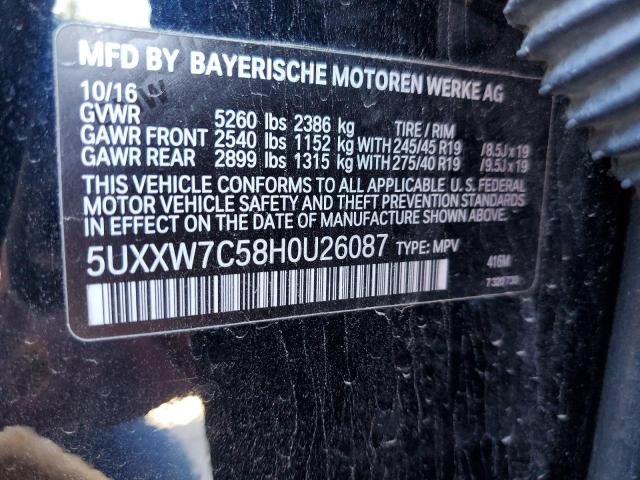 MFD BY BAYERISCHE MOTOREN WERKE AG
10/16
GVWR 5260 lbs 2386 kg TIRE / RIM
GAWR FRONT 2540 lbs 1152 kg WITH 245/45 R19 /8.5J x 19
GAWR REAR 2899 lbs 1315 kg WITH 275/40 R19 /9.5J x 19
THIS VEHICLE CONFORMS TO ALL APPLICABLE U.S. FEDERAL
MOTOR VEHICLE SAFETY AND THEFT PREVENTION STANDARDS
IN EFFECT ON THE DATE OF MANUFACTURE SHOWN ABOVE.
5UXXW7C58H0U26087 TYPE: MPV 416M